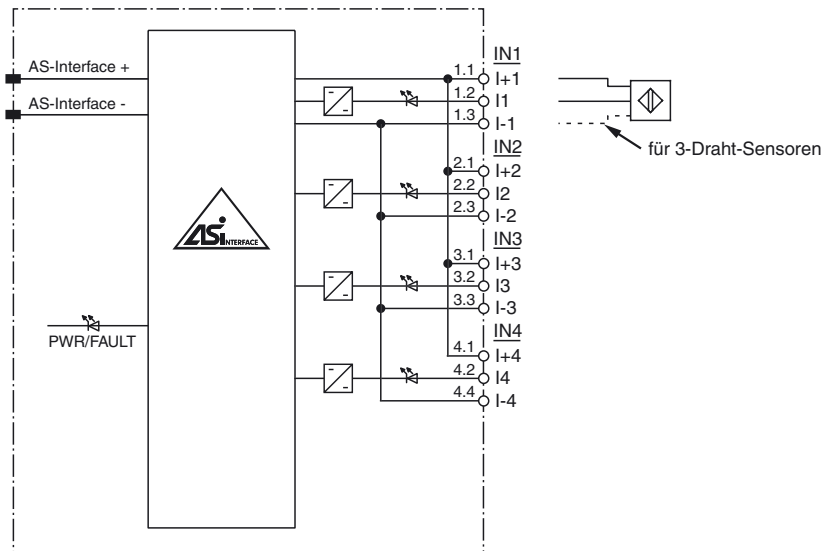 IN1
AS-Interface +
1.1 I+1
1.2 I1
AS-Interface -
1.3 I-1
für 3-Draht-Sensoren
IN2
2.1 I+2
2.2 I2
2.3 I-2
ASi INTERFACE
IN3
3.1 I+3
3.2 I3
3.3 I-3
IN4
PWR/FAULT
4.1 I+4
4.2 I4
4.4 I-4